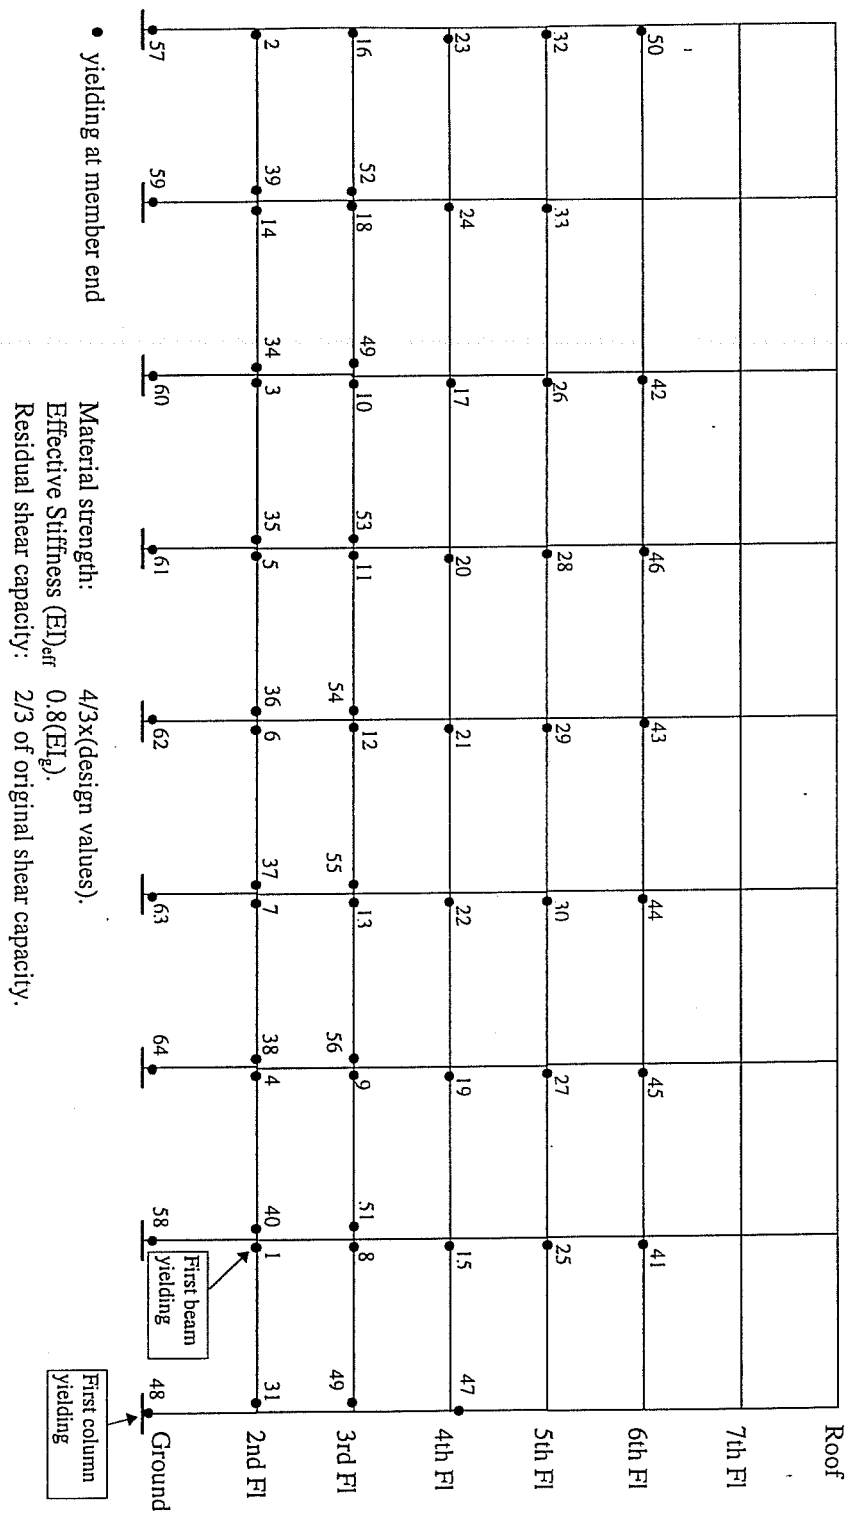 Roof
7th Fl
50 42 46 43 44 45 41 6th Fl
32 33 26 28 29 30 27 25 5th Fl
23 24 17 20 21 22 19 15 47 4th Fl
16 52 18 49 10 53 11 54 12 55 13 56 9 51 8 49 3rd Fl
2 39 14 34 3 35 5 36 6 37 7 38 4 40 1 31 2nd Fl
First beam
yielding
57 59 60 61 62 63 64 58 48 Ground
First column
yielding
• yielding at member end
Material strength: 4/3x(design values).
Effective Stiffness (EI)eff 0.8(EIg).
Residual shear capacity: 2/3 of original shear capacity.